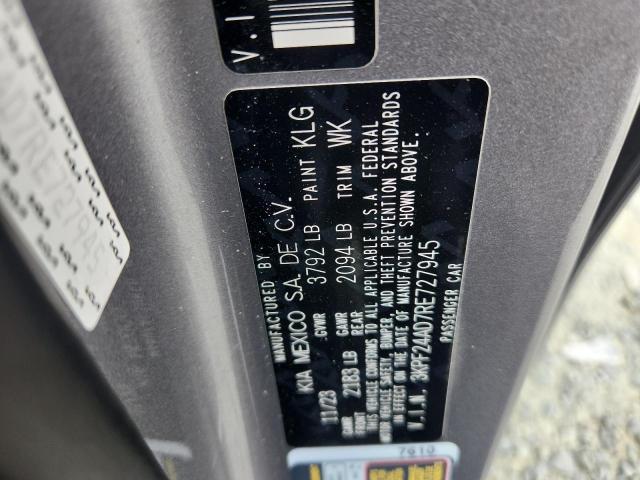 V.I
MANUFACTURED BY
KIA MEXICO S.A. DE C.V.
11/23 GVWR 3792 LB PAINT KLG
GAWR FRONT 2183 LB GAWR REAR 2094 LB TRIM WK
THIS VEHICLE CONFORMS TO ALL APPLICABLE U.S.A. FEDERAL
MOTOR VEHICLE SAFETY, BUMPER, AND THEFT PREVENTION STANDARDS
IN EFFECT ON THE DATE OF MANUFACTURE SHOWN ABOVE.
V.I.N. 3KPF24AD7RE727945
PASSENGER CAR
7610